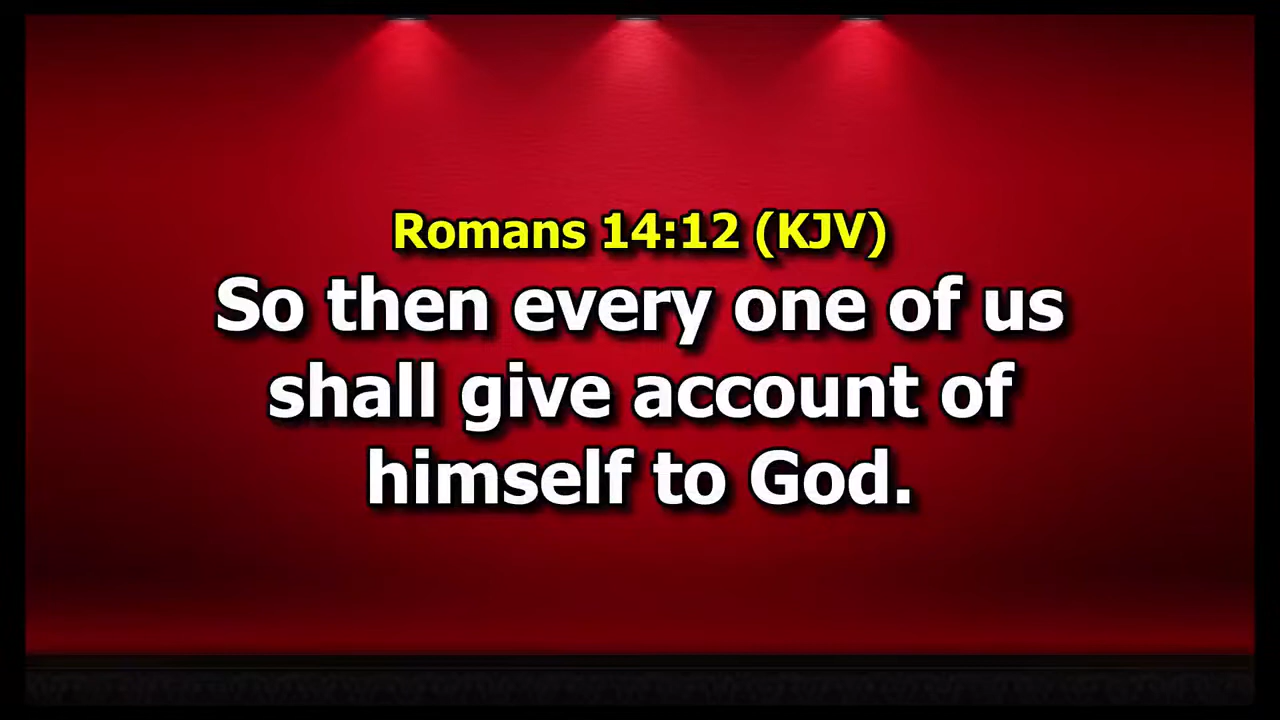 Romans 14:12 (KJV)
So then every one of us
shall give account of
himself to God.